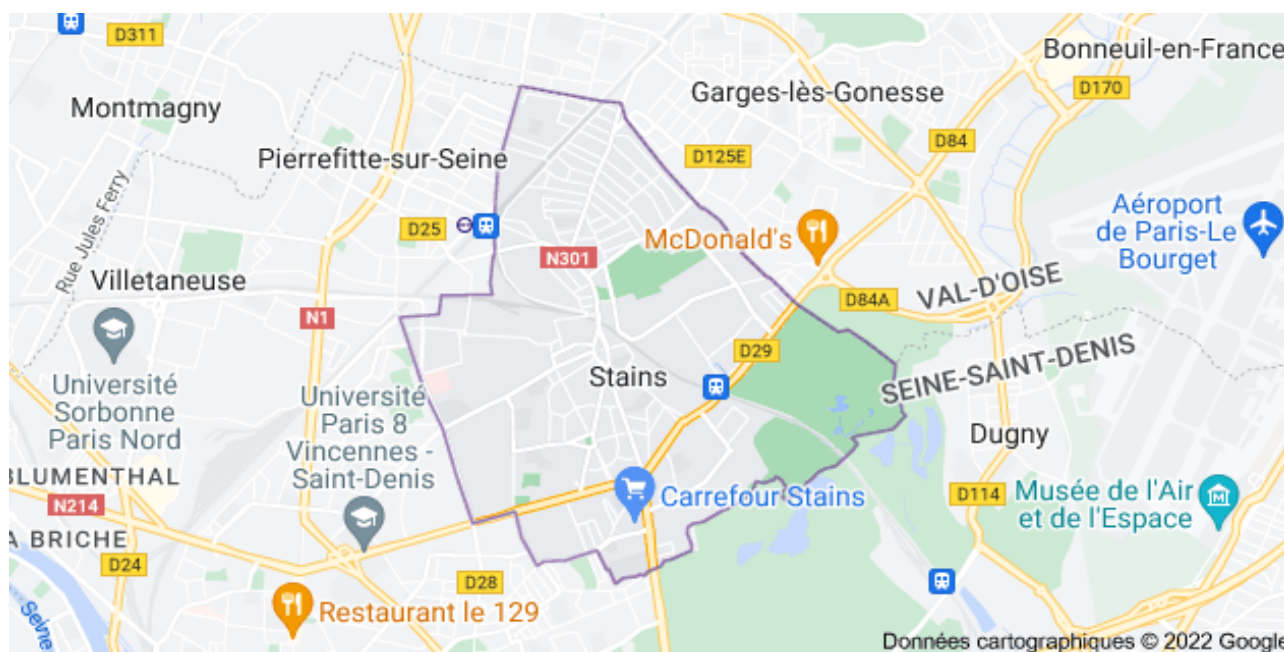 D311
Bonneuil-en-France
Montmagny
Garges-lès-Gonesse
D170
D84
Pierrefitte-sur-Seine
D125E
Rue Jules Ferry
D25
McDonald's
Aéroport
de Paris-Le
Bourget
N301
Villetaneuse
N1
D84A
VAL-D'OISE
D29
SEINE-SAINT-DENIS
Stains
Université
Sorbonne
Paris Nord
Université
Paris 8
Vincennes -
Saint-Denis
Dugny
BLUMENTHAL
N214
Carrefour Stains
D114
Musée de l'Air
et de l'Espace
A BRICHE
D24
D28
Restaurant le 129
Seine
Données cartographiques © 2022 Google